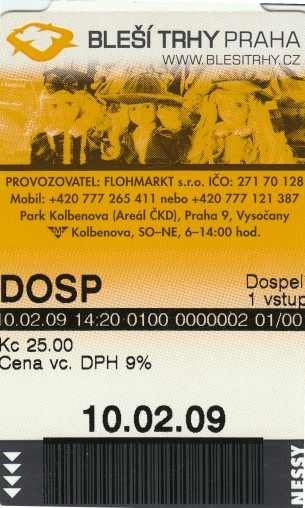 BLEŠÍ TRHY PRAHA
WWW.BLESITRHY.CZ
PROVOZOVATEL: FLOHMARKT s.r.o. IČO: 271 70 128
Mobil: +420 777 265 411 nebo +420 777 121 387
Park Kolbenova (Areál ČKD), Praha 9, Vysočany
Kolbenova, SO–NE, 6–14:00 hod.
DOSP
Dospel
1 vstup
10.02.09 14:20 0100 0000002 01/00
Kc 25.00
Cena vc. DPH 9%
10.02.09
NESSY